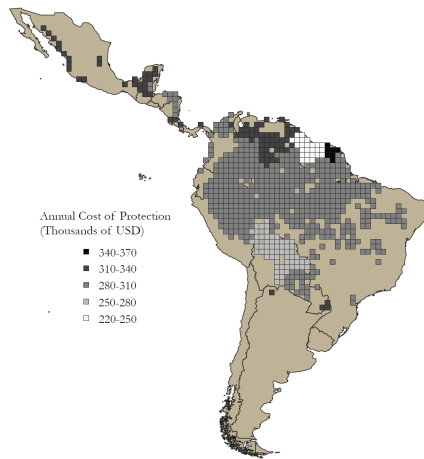 Annual Cost of Protection
(Thousands of USD)
340-370
310-340
280-310
250-280
220-250